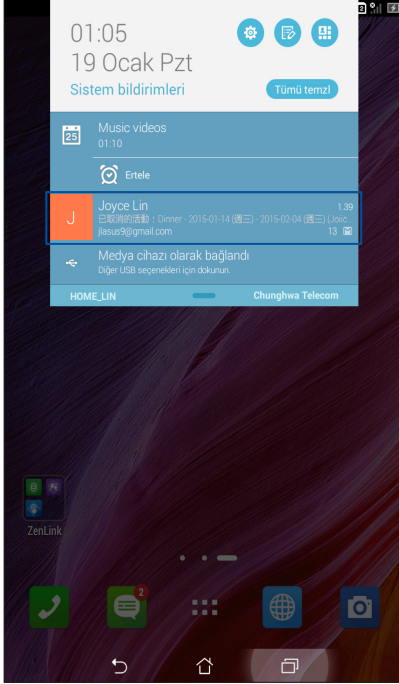 01:05
19 Ocak Pzt
Sistem bildirimleri
Tümü temzl
25
Music videos
01:10
Ertele
J
Joyce Lin
1.39
已取消的活動：Dinner - 2015-01-14 (週三) - 2015-02-04 (週三) (Joic
jlasus9@gmail.com
13
Medya cihazı olarak bağlandı
Diğer USB seçenekleri için dokunun.
HOME_LIN
Chunghwa Telecom
ZenLink
2